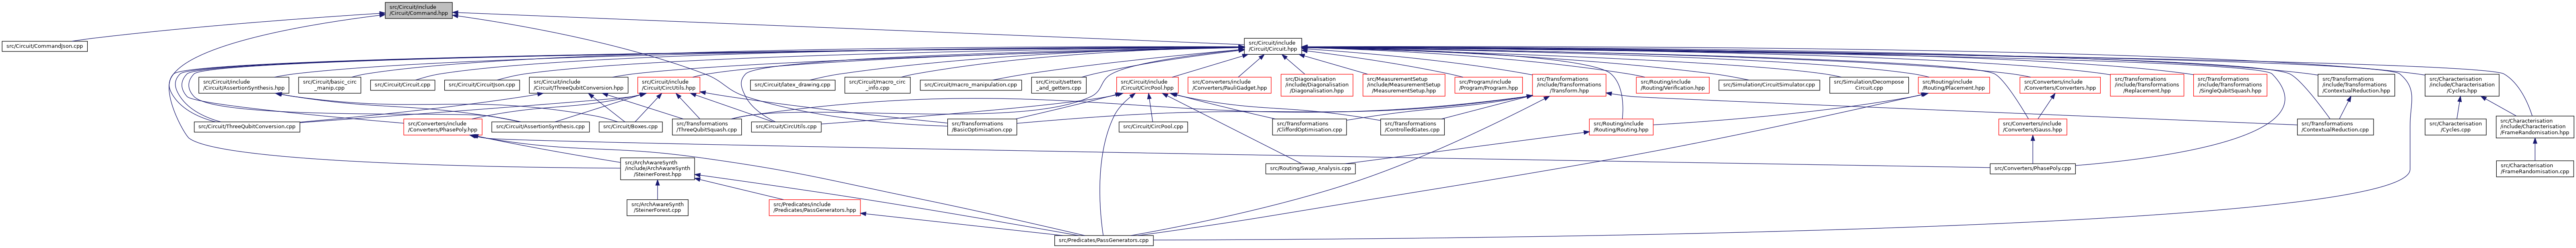 src/Circuit/include
/Circuit/Command.hpp
src/Circuit/CommandJson.cpp
src/Circuit/include
/Circuit/Circuit.hpp
src/Circuit/include
/Circuit/AssertionSynthesis.hpp
src/Circuit/basic_circ
_manip.cpp
src/Circuit/Circuit.cpp
src/Circuit/CircuitJson.cpp
src/Circuit/include
/Circuit/ThreeQubitConversion.hpp
src/Circuit/include
/Circuit/CircUtils.hpp
src/Circuit/latex_drawing.cpp
src/Circuit/macro_circ
_info.cpp
src/Circuit/macro_manipulation.cpp
src/Circuit/setters
_and_getters.cpp
src/Circuit/include
/Circuit/CircPool.hpp
src/Converters/include
/Converters/PauliGadget.hpp
src/Diagonalisation
/include/Diagonalisation
/Diagonalisation.hpp
src/MeasurementSetup
/include/MeasurementSetup
/MeasurementSetup.hpp
src/Program/include
/Program/Program.hpp
src/Transformations
/include/Transformations
/Transform.hpp
src/Routing/include
/Routing/Verification.hpp
src/Simulation/CircuitSimulator.cpp
src/Simulation/Decompose
Circuit.cpp
src/Routing/include
/Routing/Placement.hpp
src/Converters/include
/Converters/Converters.hpp
src/Transformations
/include/Transformations
/Replacement.hpp
src/Transformations
/include/Transformations
/SingleQubitSquash.hpp
src/Transformations
/include/Transformations
/ContextualReduction.hpp
src/Characterisation
/include/Characterisation
/Cycles.hpp
src/Circuit/ThreeQubitConversion.cpp
src/Converters/include
/Converters/PhasePoly.hpp
src/Circuit/AssertionSynthesis.cpp
src/Circuit/Boxes.cpp
src/Transformations
/ThreeQubitSquash.cpp
src/Circuit/CircUtils.cpp
src/Transformations
/BasicOptimisation.cpp
src/Circuit/CircPool.cpp
src/Transformations
/CliffordOptimisation.cpp
src/Transformations
/ControlledGates.cpp
src/Routing/include
/Routing/Routing.hpp
src/Converters/include
/Converters/Gauss.hpp
src/Transformations
/ContextualReduction.cpp
src/Characterisation
/Cycles.cpp
src/Characterisation
/include/Characterisation
/FrameRandomisation.hpp
src/ArchAwareSynth
/include/ArchAwareSynth
/SteinerForest.hpp
src/Routing/Swap_Analysis.cpp
src/Converters/PhasePoly.cpp
src/Characterisation
/FrameRandomisation.cpp
src/ArchAwareSynth
/SteinerForest.cpp
src/Predicates/include
/Predicates/PassGenerators.hpp
src/Predicates/PassGenerators.cpp